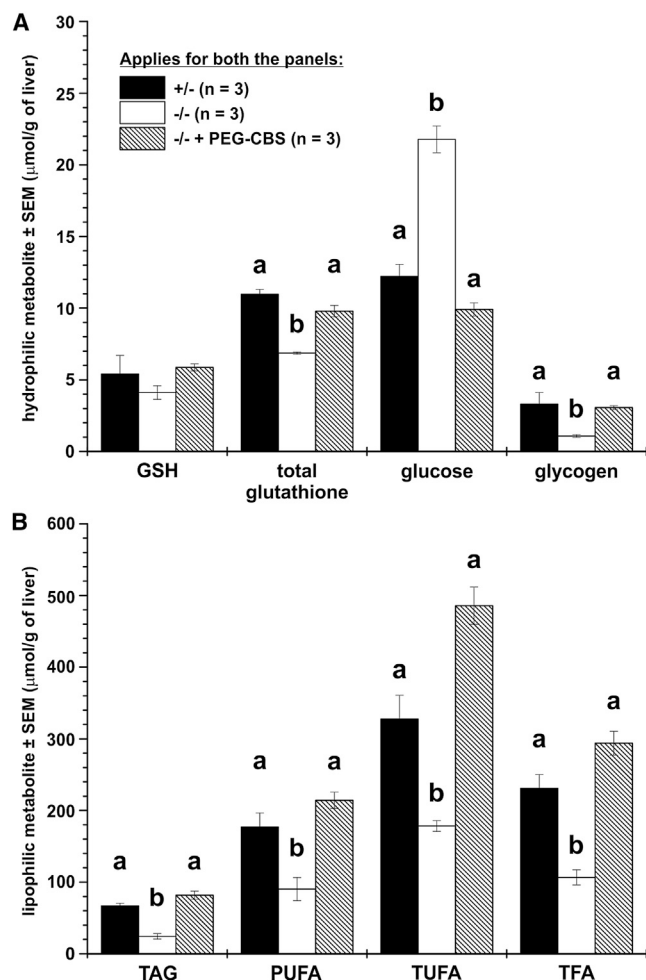 A
hydrophilic metabolite ± SEM (μmol/g of liver)
30
25
20
15
10
5
0
Applies for both the panels:
+/- (n = 3)
-/- (n = 3)
-/- + PEG-CBS (n = 3)
a
b
a
a
b
a
a
b
a
GSH
total
glutathione
glucose
glycogen
B
lipophilic metabolite ± SEM (μmol/g of liver)
600
500
400
300
200
100
0
a
b
a
a
b
a
a
b
a
a
b
a
TAG
PUFA
TUFA
TFA